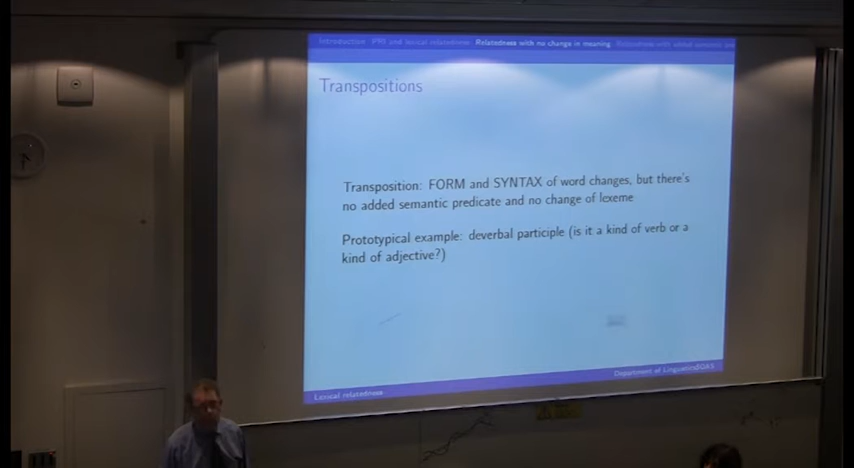 Introduction IPRI and lexical relatedness Relatedness with no change in meaning Relatedness with added semantic pre
Transpositions
Transposition: FORM and SYNTAX of word changes, but there's
no added semantic predicate and no change of lexeme
Prototypical example: deverbal participle (is it a kind of verb or a
kind of adjective?)
Lexical relatedness
Department of Linguistics